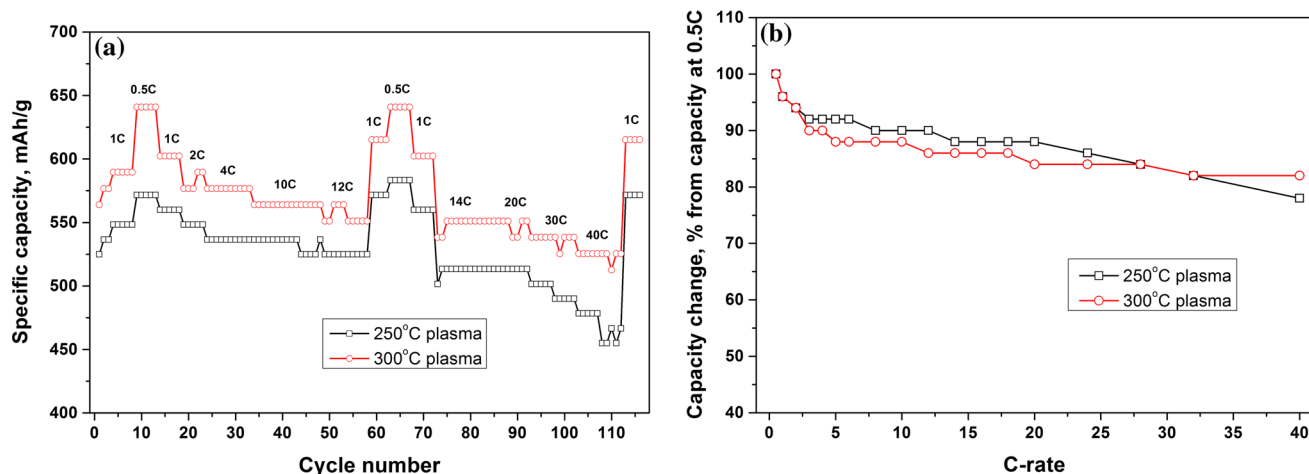 (a)
Specific capacity, mAh/g
700
650
600
550
500
450
400
1C
0.5C
1C
2C
4C
10C
12C
1C
0.5C
1C
14C
20C
30C
40C
1C
250°C plasma
300°C plasma
0 10 20 30 40 50 60 70 80 90 100 110
Cycle number
(b)
Capacity change, % from capacity at 0.5C
110
100
90
80
70
60
50
40
250°C plasma
300°C plasma
0 5 10 15 20 25 30 35 40
C-rate